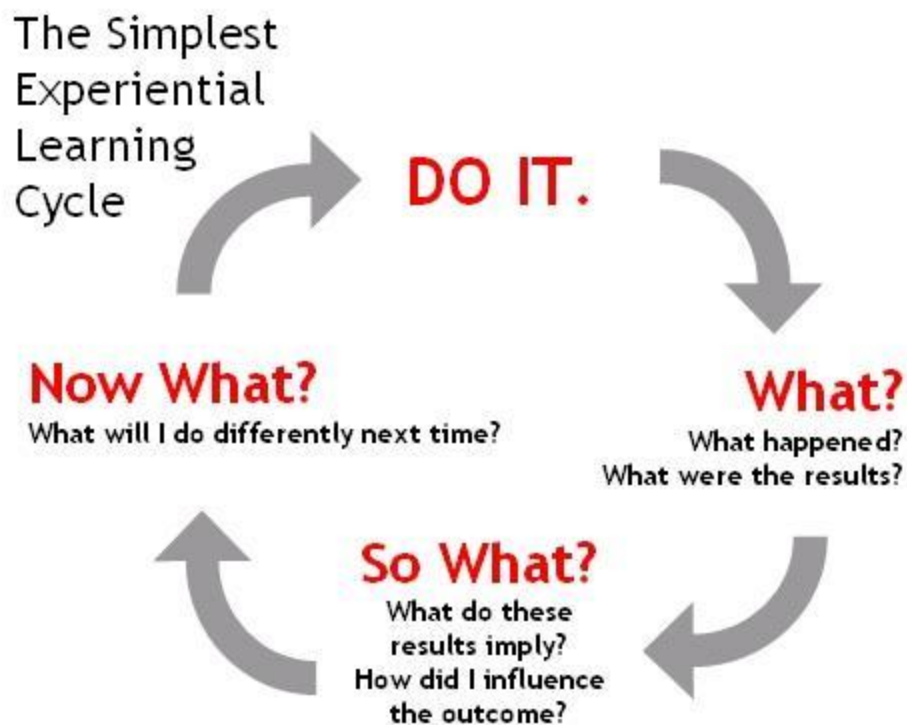 The Simplest
Experiential
Learning
Cycle
DO IT.
What?
What happened?
What were the results?
So What?
What do these
results imply?
How did I influence
the outcome?
Now What?
What will I do differently next time?